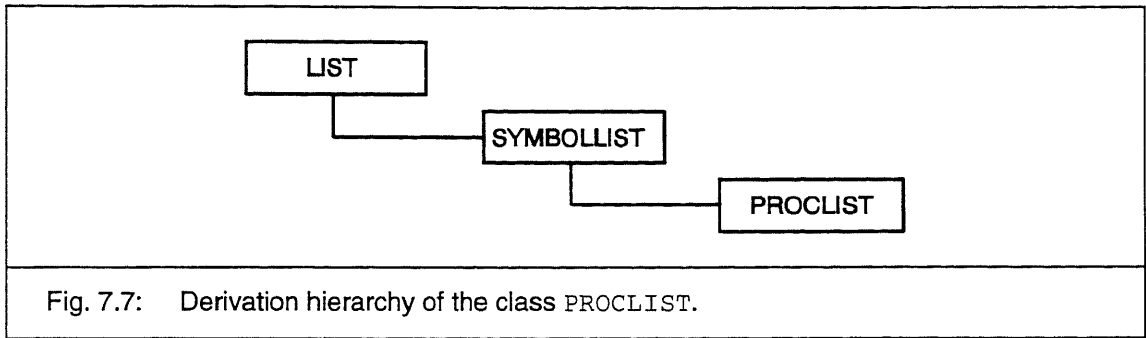 LIST
SYMBOLLIST
PROCLIST
Fig. 7.7: Derivation hierarchy of the class PROCLIST.